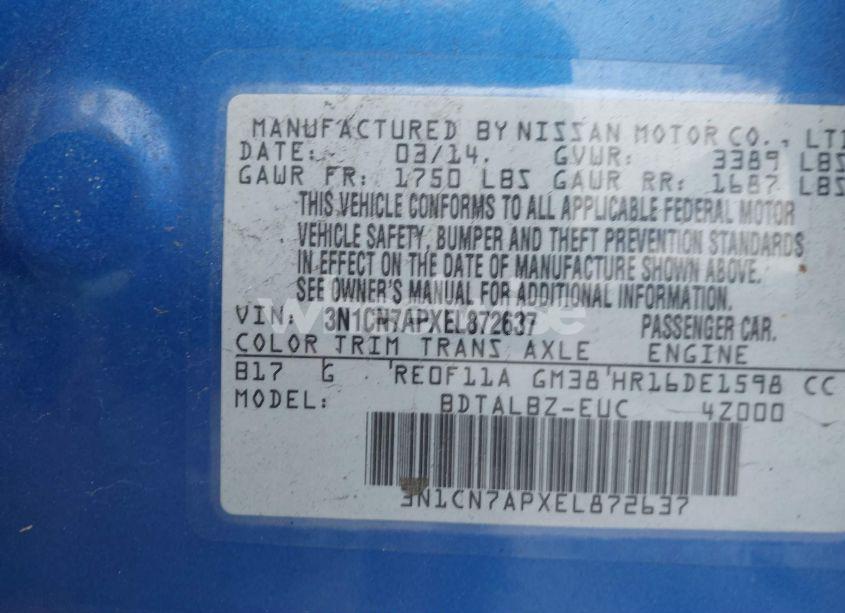 MANUFACTURED BY NISSAN MOTOR CO., LTD
DATE: 03/14. GVWR: 3389 LBS
GAWR FR: 1750 LBS GAWR RR: 1687 LBS
THIS VEHICLE CONFORMS TO ALL APPLICABLE FEDERAL MOTOR
VEHICLE SAFETY, BUMPER AND THEFT PREVENTION STANDARDS
IN EFFECT ON THE DATE OF MANUFACTURE SHOWN ABOVE.
SEE OWNER'S MANUAL FOR ADDITIONAL INFORMATION.
VIN: 3N1CN7APXEL872637 PASSENGER CAR.
COLOR TRIM TRANS AXLE ENGINE
B17 G RE0F11A GM38 HR16DE1598 CC
MODEL: BDTALBZ-EUC 4Z000
3N1CN7APXEL872637